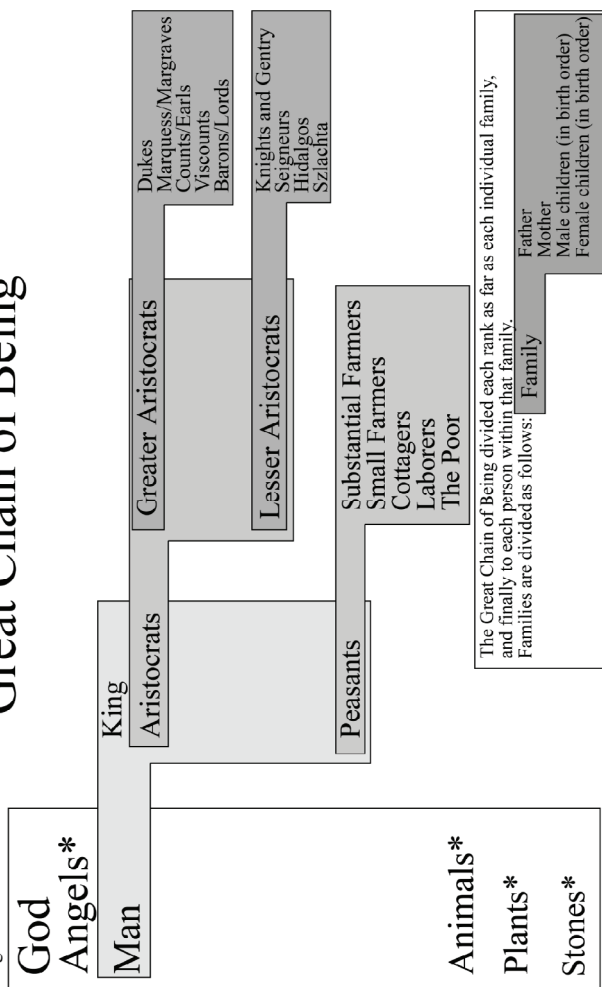 Great Chain of Being
God
Angels*
Man
King
Aristocrats
Greater Aristocrats
Dukes
Marquess/Margraves
Counts/Earls
Viscounts
Barons/Lords
Lesser Aristocrats
Knights and Gentry
Seigneurs
Hidalgos
Szlachta
Peasants
Substantial Farmers
Small Farmers
Cottagers
Laborers
The Poor
Animals*
Plants*
Stones*
The Great Chain of Being divided each rank as far as each individual family,
and finally to each person within that family.
Families are divided as follows:
Family
Father
Mother
Male children (in birth order)
Female children (in birth order)